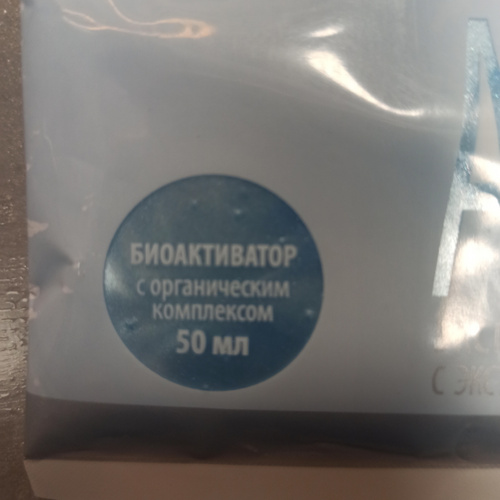 БИОАКТИВАТОР
с органическим
комплексом
50 мл